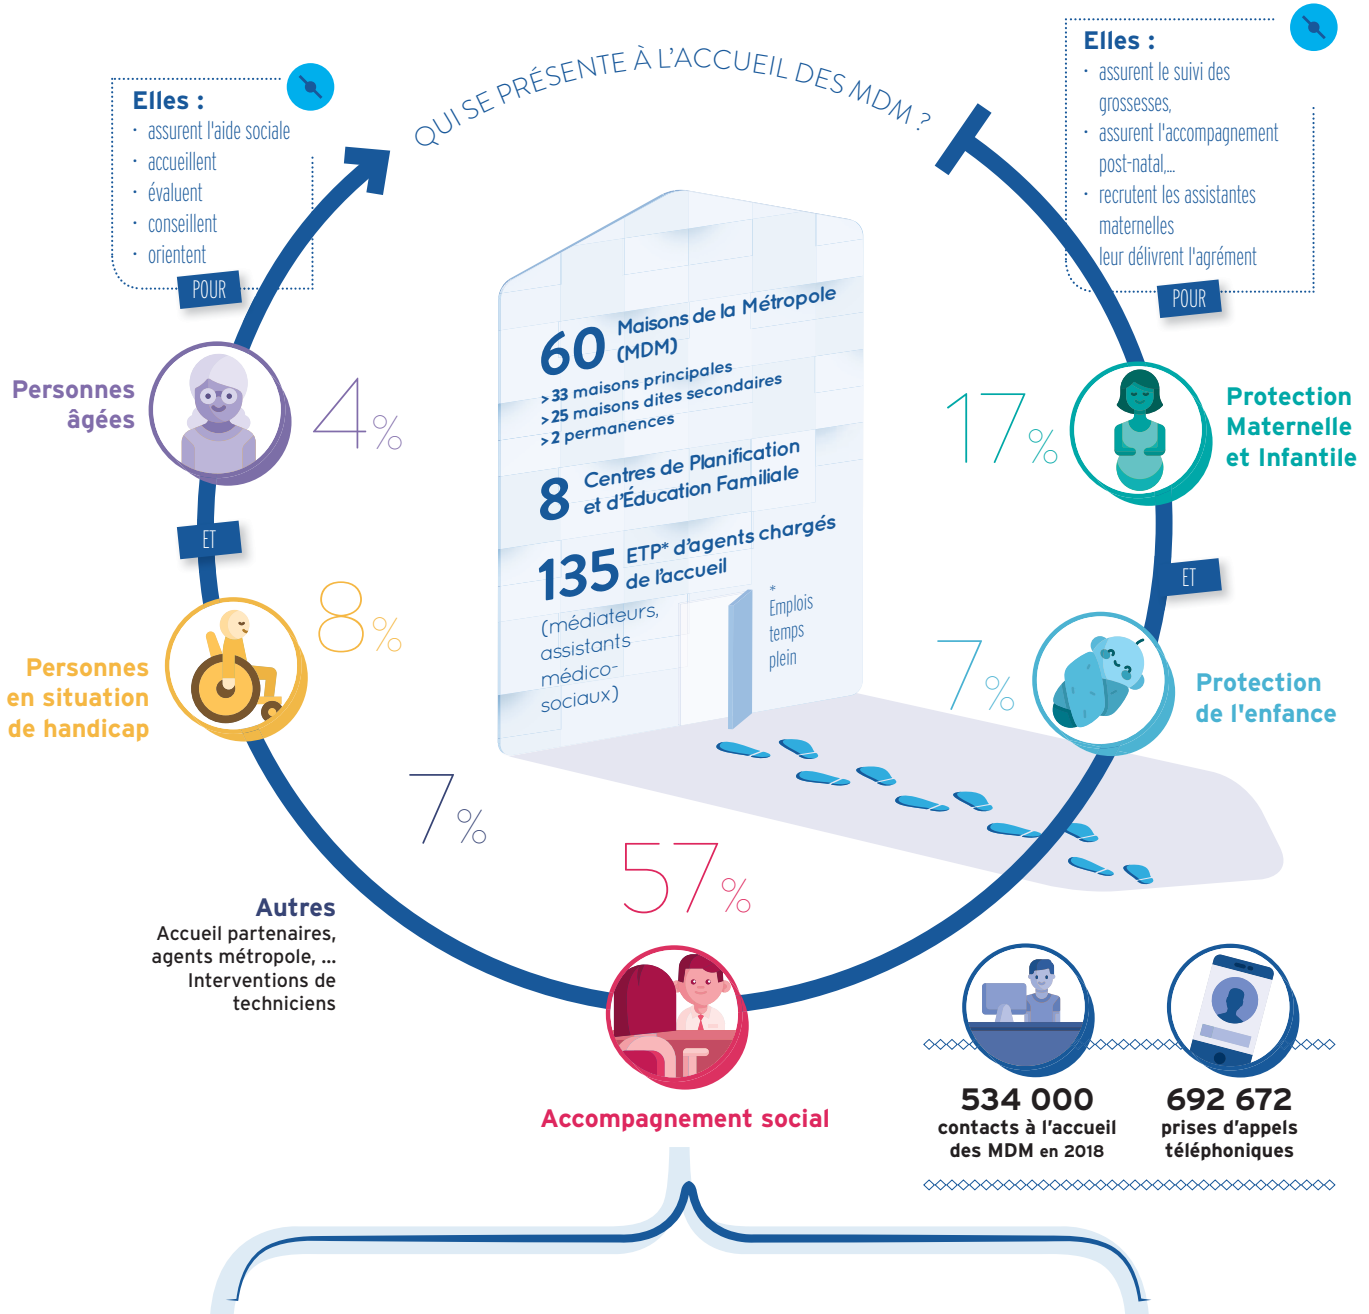 QUI SE PRÉSENTE À L'ACCUEIL DES MDM ?
Elles :
· assurent l'aide sociale
· accueillent
· évaluent
· conseillent
· orientent
POUR
Personnes
âgées
4%
ET
8%
Personnes
en situation
de handicap
7%
Autres
Accueil partenaires,
agents métropole, ...
Interventions de
techniciens
60 Maisons de la Métropole
(MDM)
> 33 maisons principales
> 25 maisons dites secondaires
> 2 permanences
8 Centres de Planification
et d'Éducation Familiale
135 ETP* d'agents chargés
de l'accueil
(médiateurs,
assistants
médico-
sociaux)
*
Emplois
temps
plein
Elles :
· assurent le suivi des
grossesses,
· assurent l'accompagnement
post-natal,...
· recrutent les assistantes
maternelles
leur délivrent l'agrément
POUR
17%
Protection
Maternelle
et Infantile
ET
7%
Protection
de l'enfance
57%
Accompagnement social
534 000
contacts à l'accueil
des MDM en 2018
692 672
prises d'appels
téléphoniques